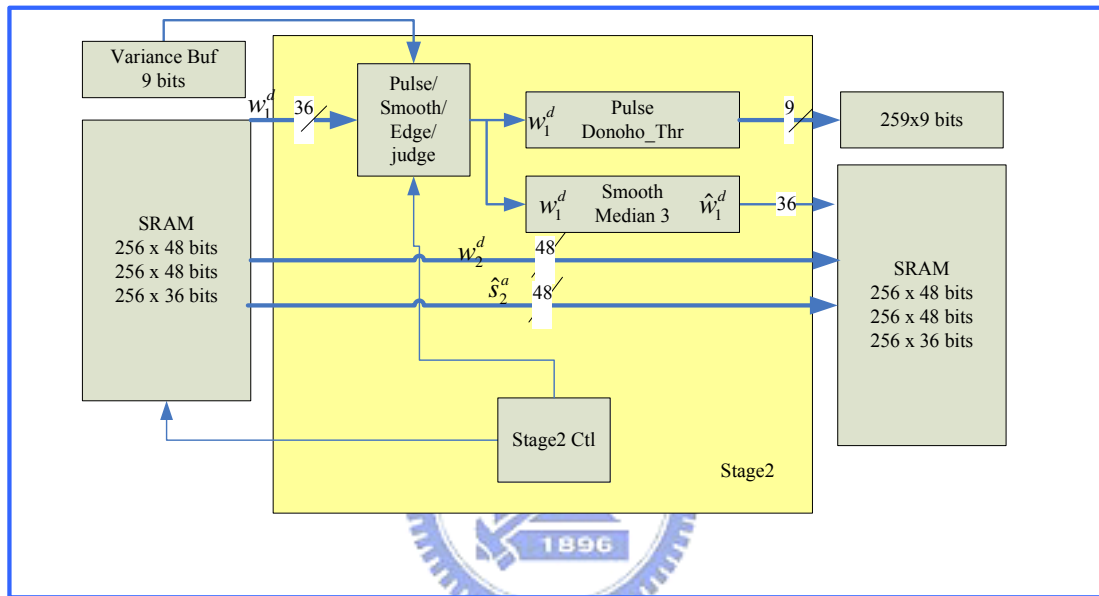 Variance Buf
9 bits
w_1^d
36
Pulse/
Smooth/
Edge/
judge
w_1^d
Pulse
Donoho_Thr
9
259x9 bits
w_1^d
Smooth
Median 3
ŵ_1^d
36
SRAM
256 x 48 bits
256 x 48 bits
256 x 36 bits
w_2^d
48
ŝ_2^a
48
SRAM
256 x 48 bits
256 x 48 bits
256 x 36 bits
Stage2 Ctl
Stage2
1896